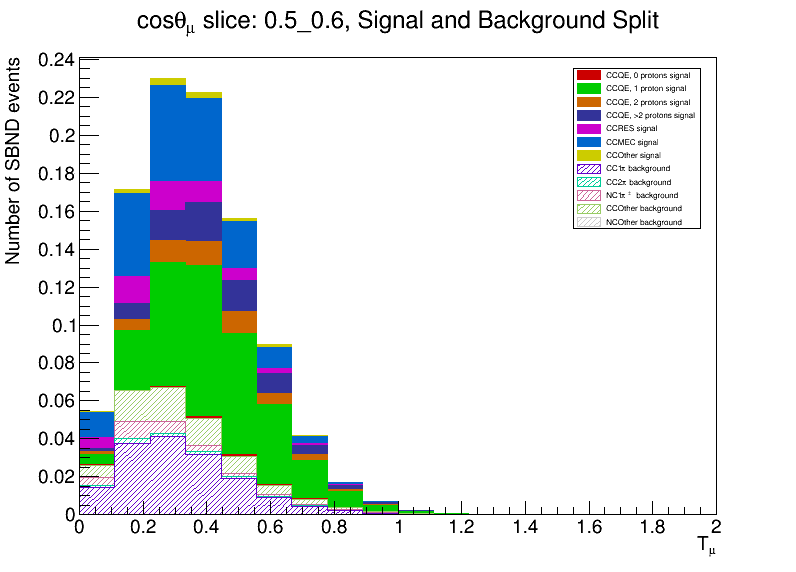 cosθμ slice: 0.5_0.6, Signal and Background Split
Number of SBND events
0.24
0.22
0.2
0.18
0.16
0.14
0.12
0.1
0.08
0.06
0.04
0.02
0
CCQE, 0 protons signal
CCQE, 1 proton signal
CCQE, 2 protons signal
CCQE, >2 protons signal
CCRES signal
CCMEC signal
CCOther signal
CC1π background
CC2π background
NC1π± background
CCOther background
NCOther background
0 0.2 0.4 0.6 0.8 1 1.2 1.4 1.6 1.8 2
Tμ